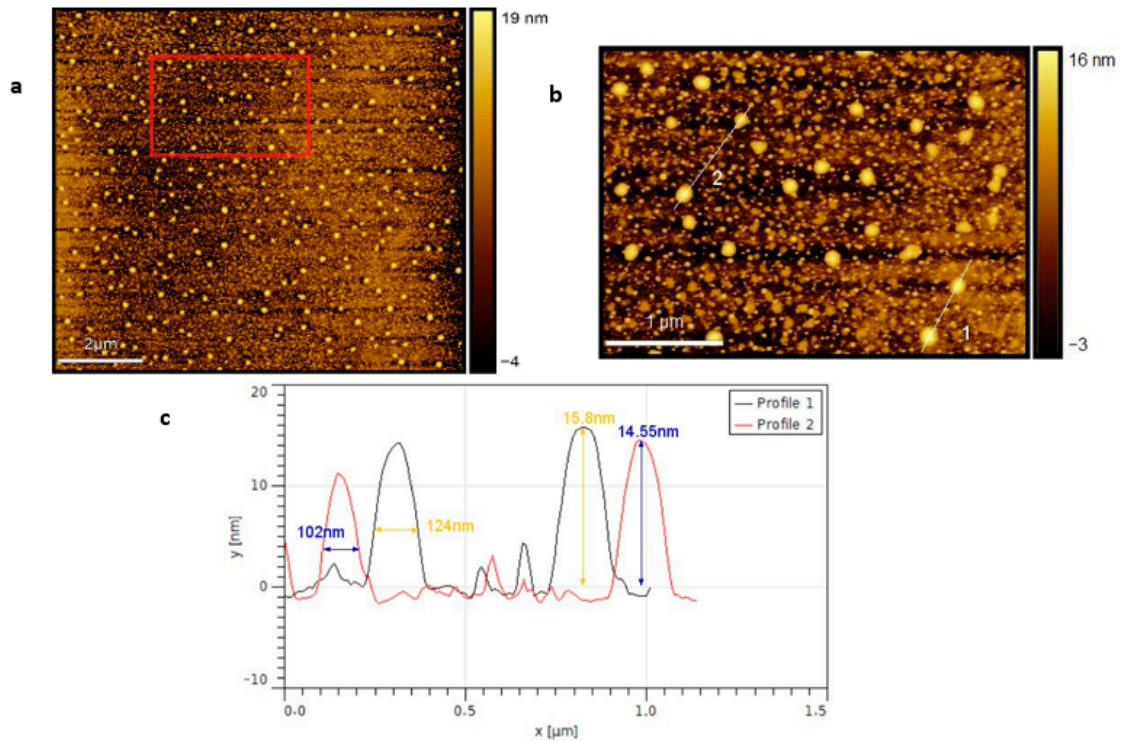 a
19 nm
2μm
−4
b
16 nm
2
1 μm
1
−3
c
20
10
0
−10
y [nm]
102nm
124nm
15.8nm
14.55nm
Profile 1
Profile 2
0.0
0.5
1.0
1.5
x [μm]